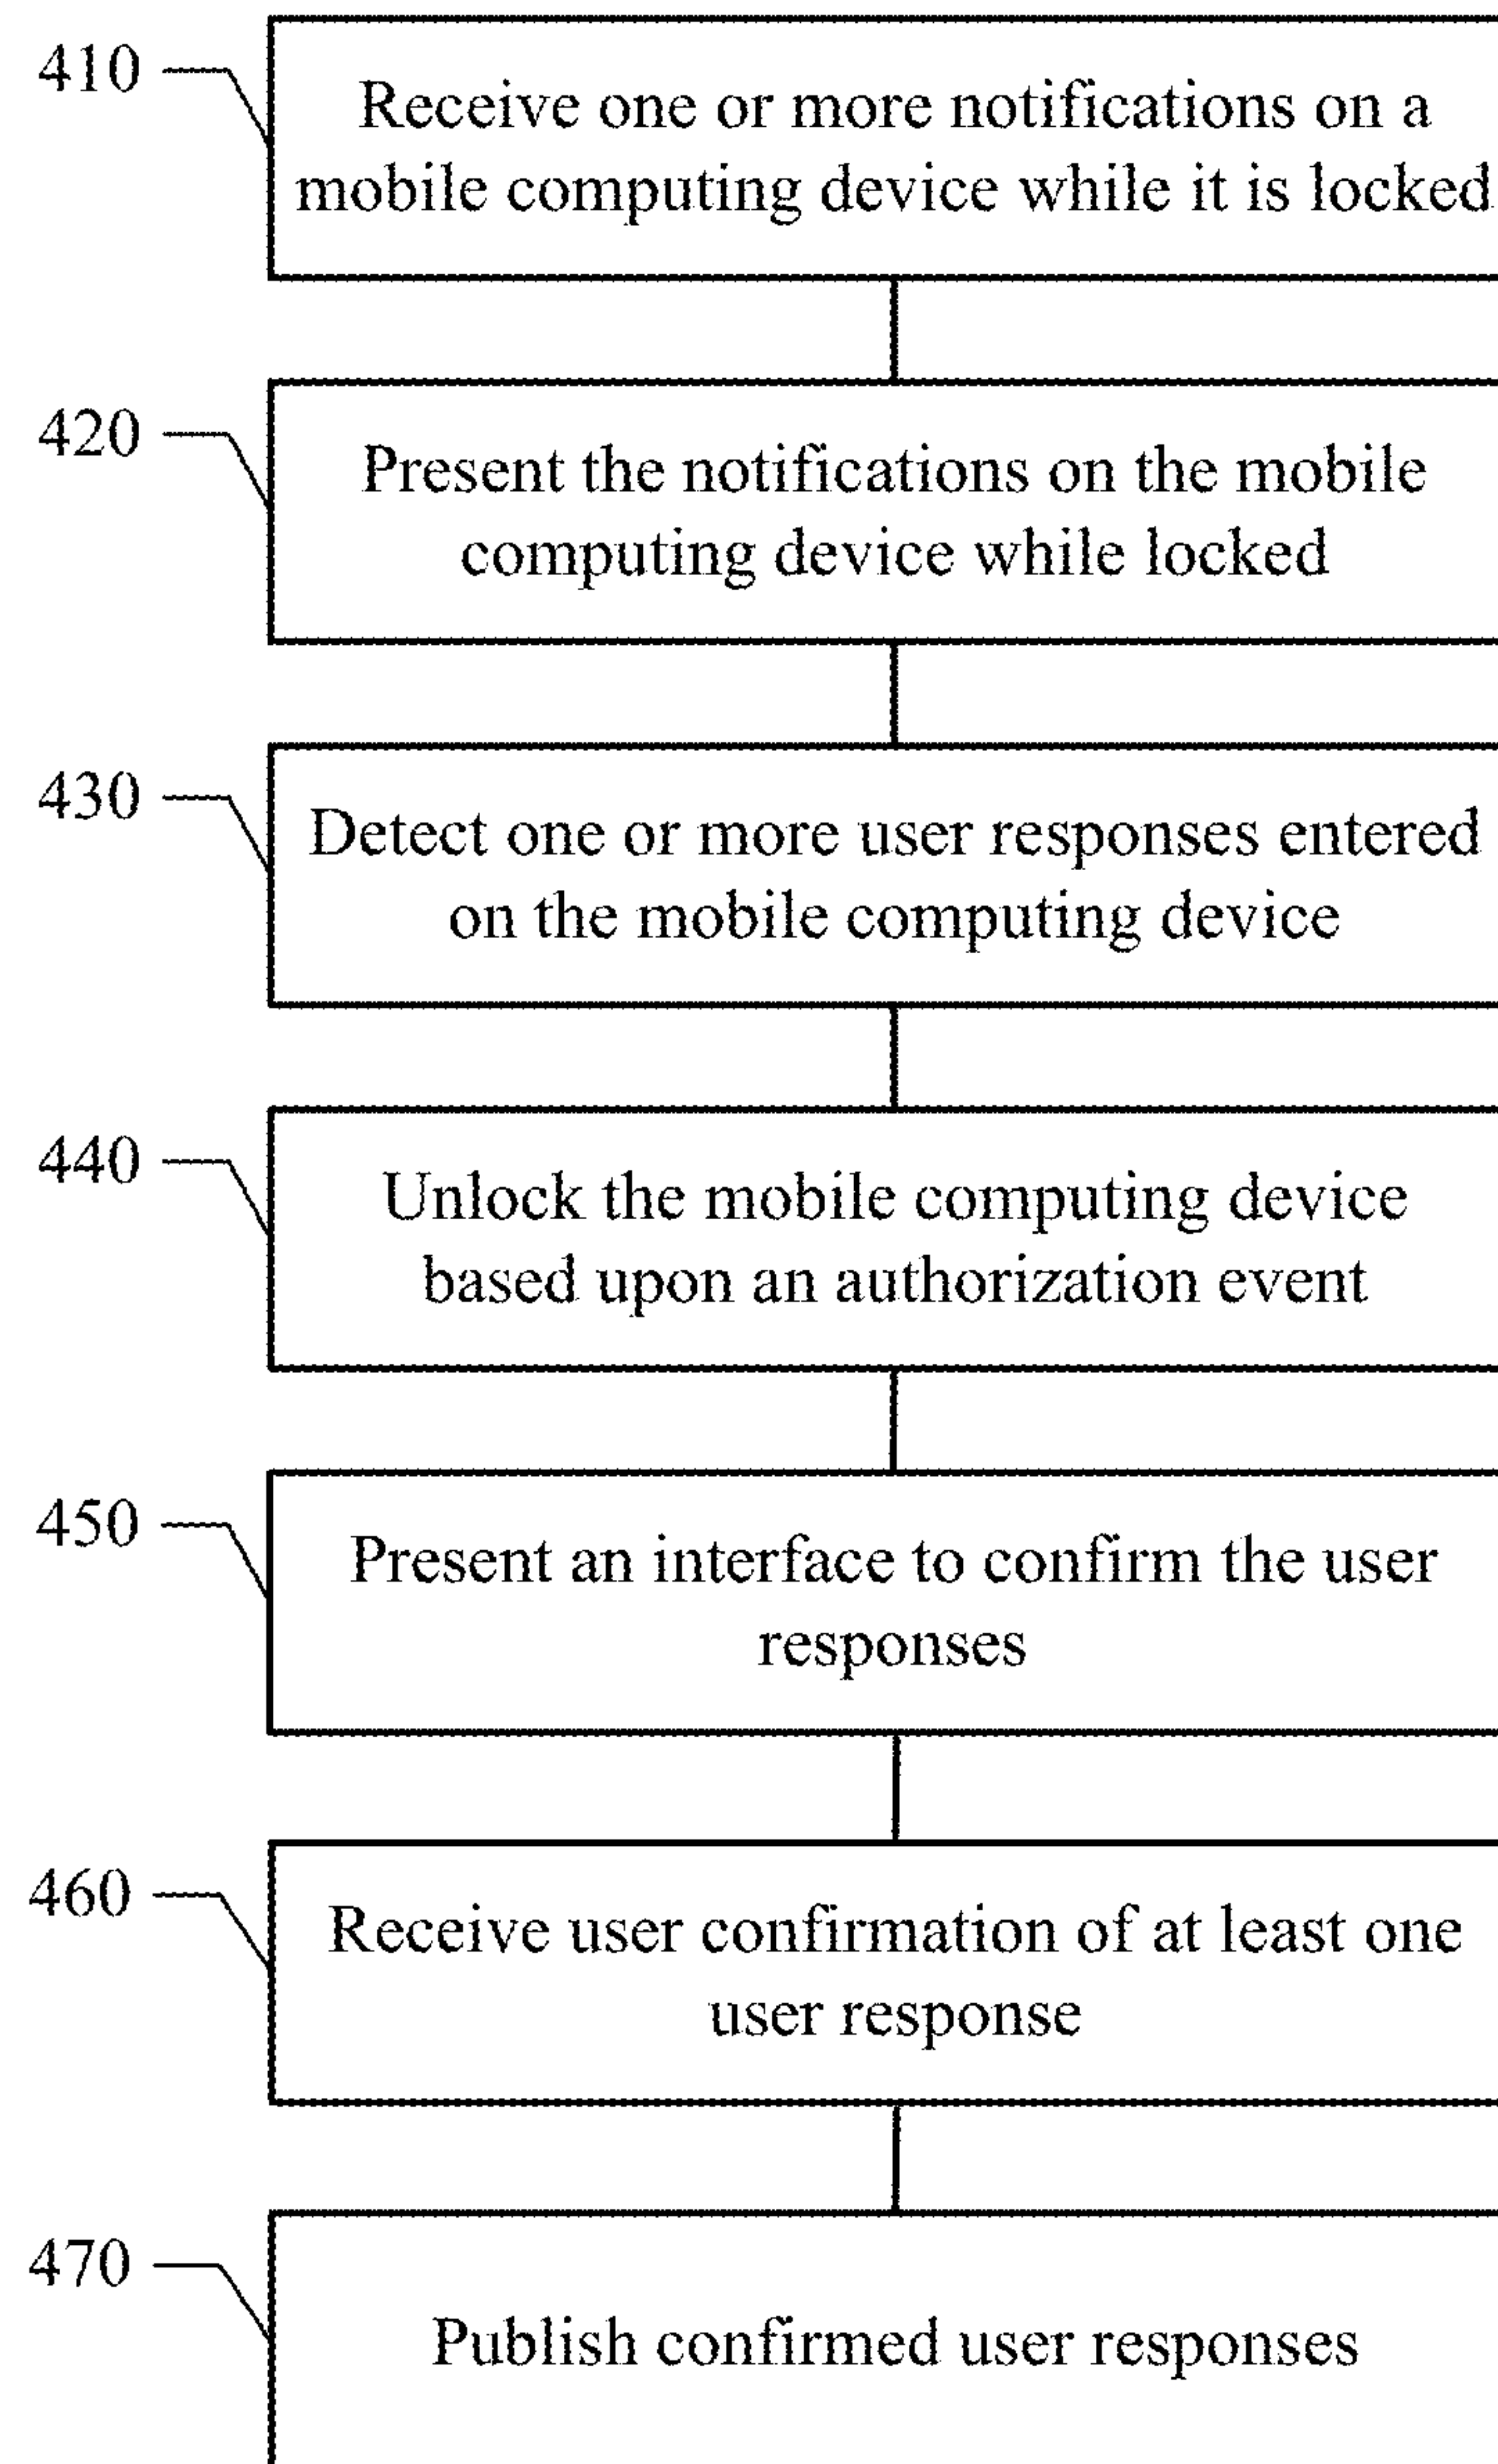 410
Receive one or more notifications on a
mobile computing device while it is locked
420
Present the notifications on the mobile
computing device while locked
430
Detect one or more user responses entered
on the mobile computing device
440
Unlock the mobile computing device
based upon an authorization event
450
Present an interface to confirm the user
responses
460
Receive user confirmation of at least one
user response
470
Publish confirmed user responses